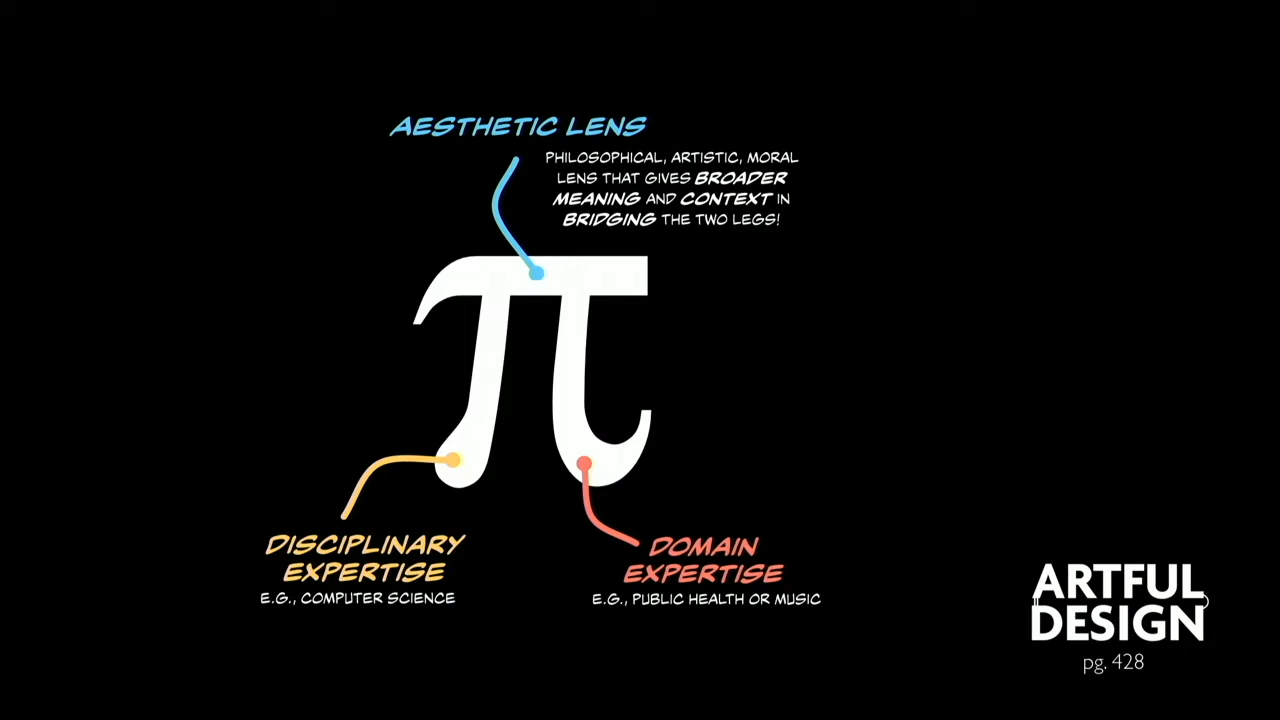 AESTHETIC LENS
PHILOSOPHICAL, ARTISTIC, MORAL
LENS THAT GIVES BROADER
MEANING AND CONTEXT IN
BRIDGING THE TWO LEGS!
π
DISCIPLINARY
EXPERTISE
E.G., COMPUTER SCIENCE
DOMAIN
EXPERTISE
E.G., PUBLIC HEALTH OR MUSIC
ARTFUL
DESIGN
pg. 428